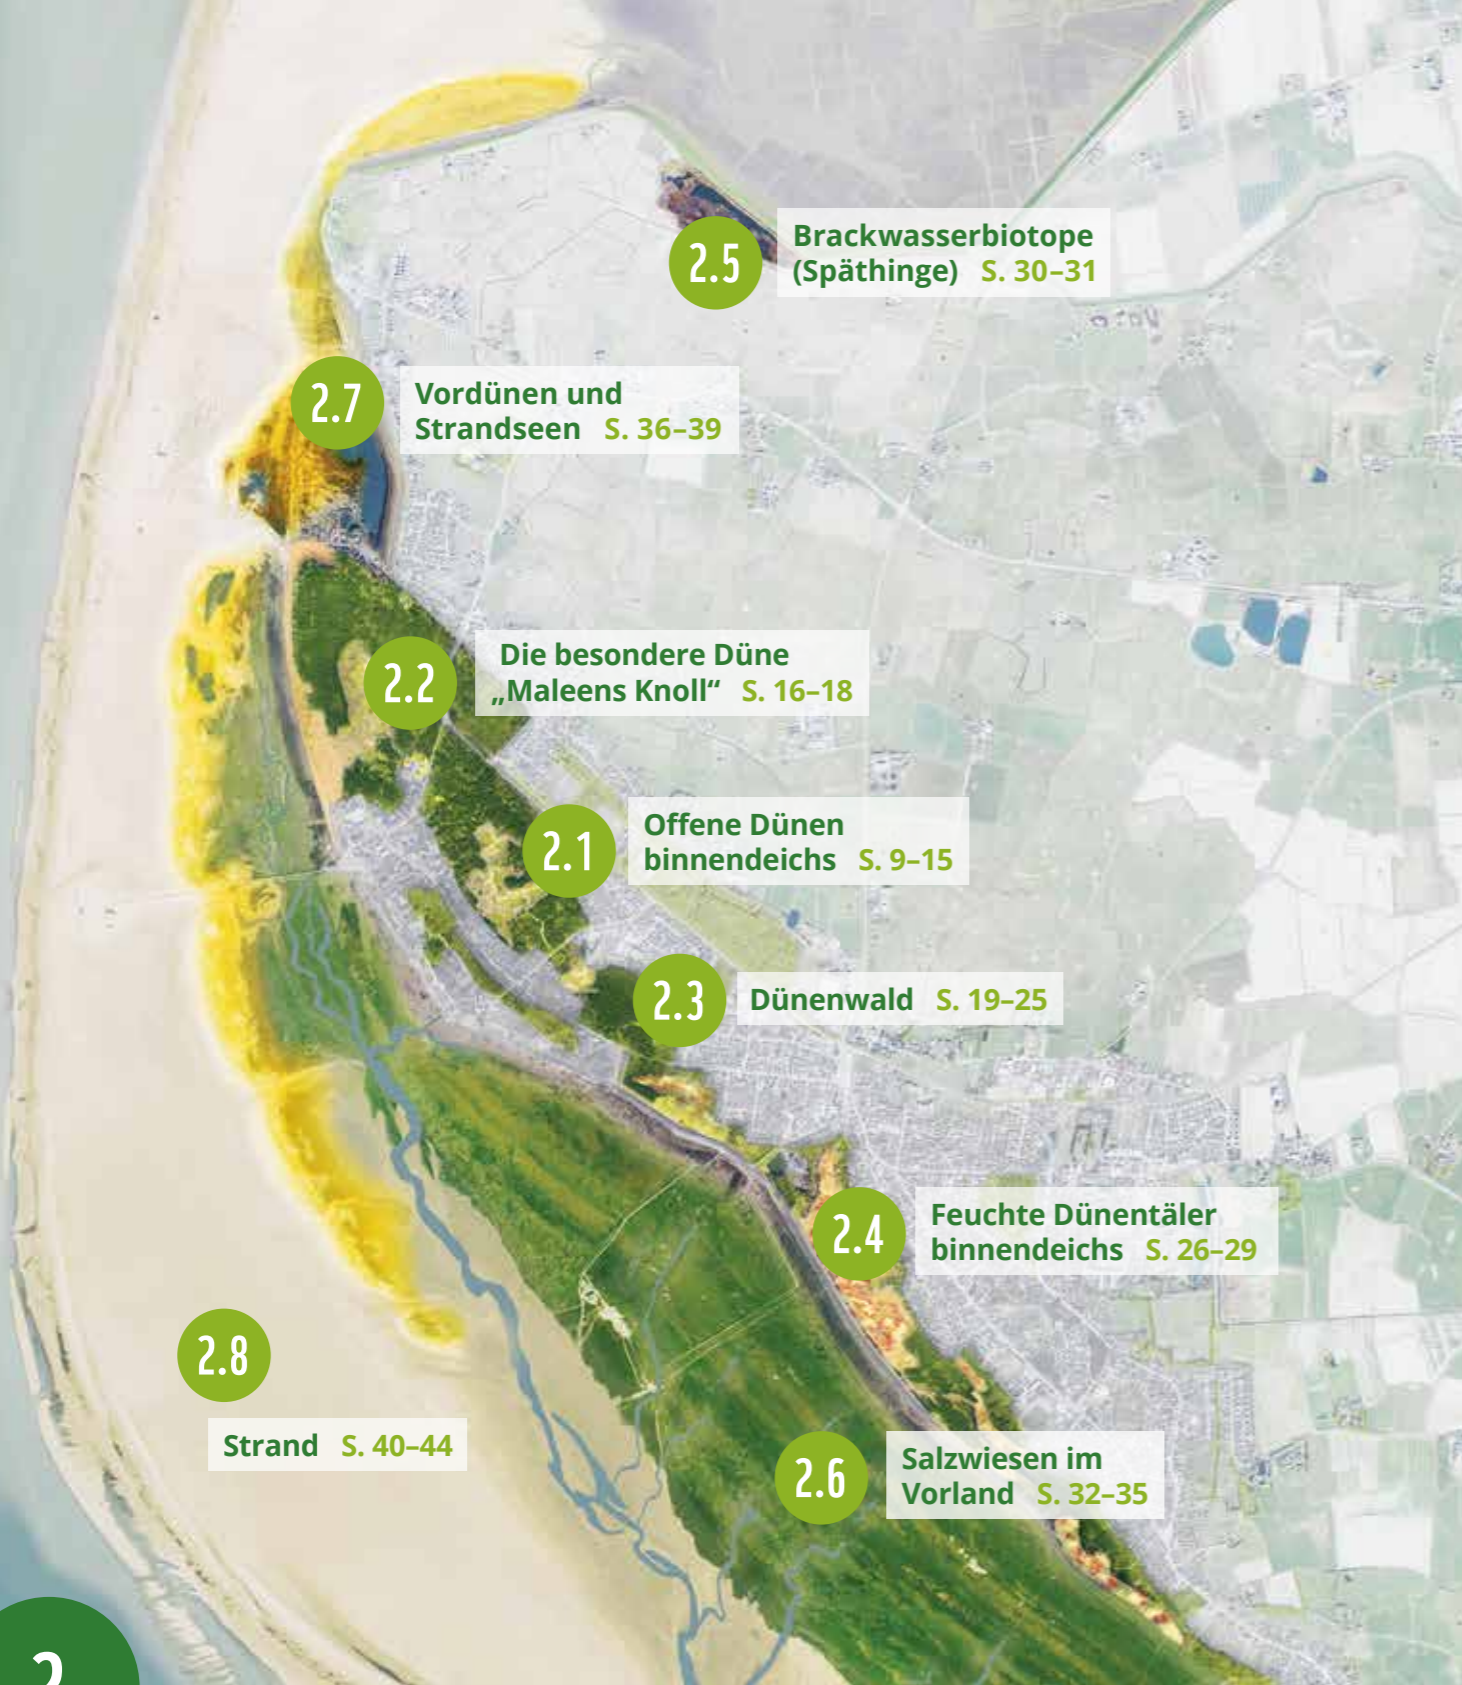 2.5
Brackwasserbiotope
(Späthinge) S. 30–31
2.7
Vordünen und
Strandseen S. 36–39
2.2
Die besondere Düne
„Maleens Knoll“ S. 16–18
2.1
Offene Dünen
binnendeichs S. 9–15
2.3
Dünenwald S. 19–25
2.4
Feuchte Dünentäler
binnendeichs S. 26–29
2.8
Strand S. 40–44
2.6
Salzwiesen im
Vorland S. 32–35
2